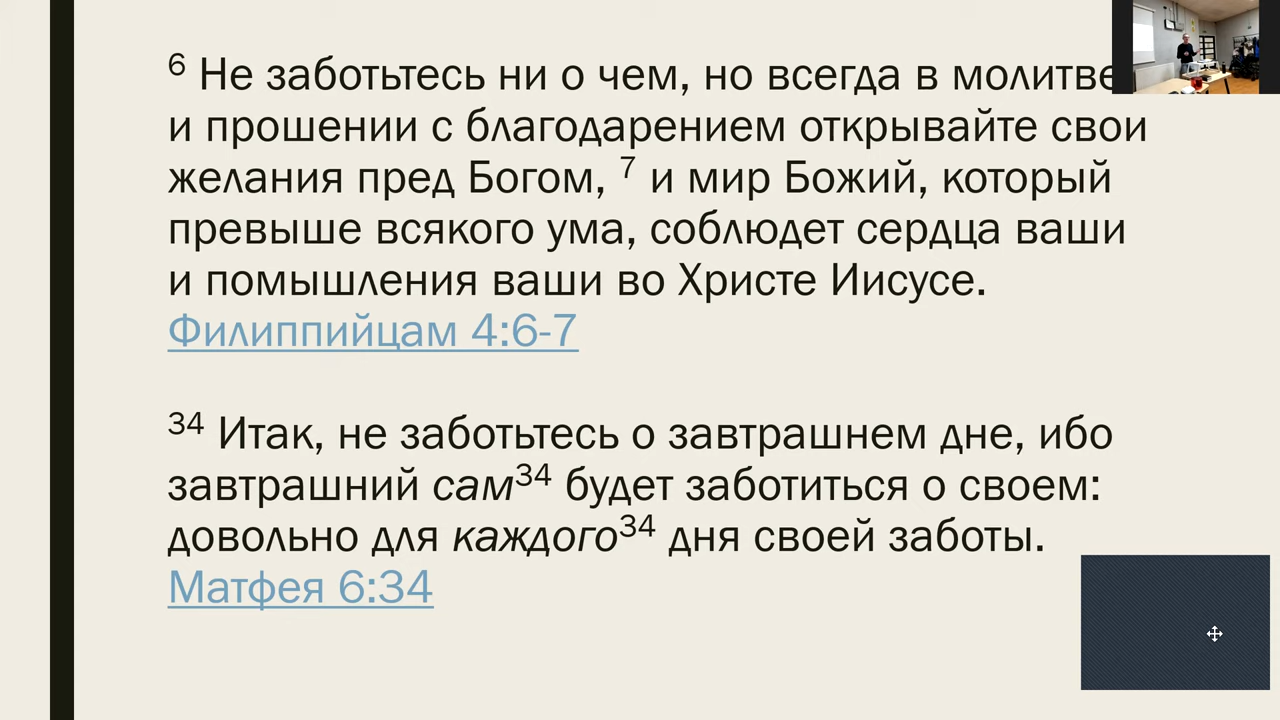 6 Не заботьтесь ни о чем, но всегда в молитве
и прошении с благодарением открывайте свои
желания пред Богом, 7 и мир Божий, который
превыше всякого ума, соблюдет сердца ваши
и помышления ваши во Христе Иисусе.
Филиппийцам 4:6-7
34 Итак, не заботьтесь о завтрашнем дне, ибо
завтрашний сам34 будет заботиться о своем:
довольно для каждого34 дня своей заботы.
Матфея 6:34